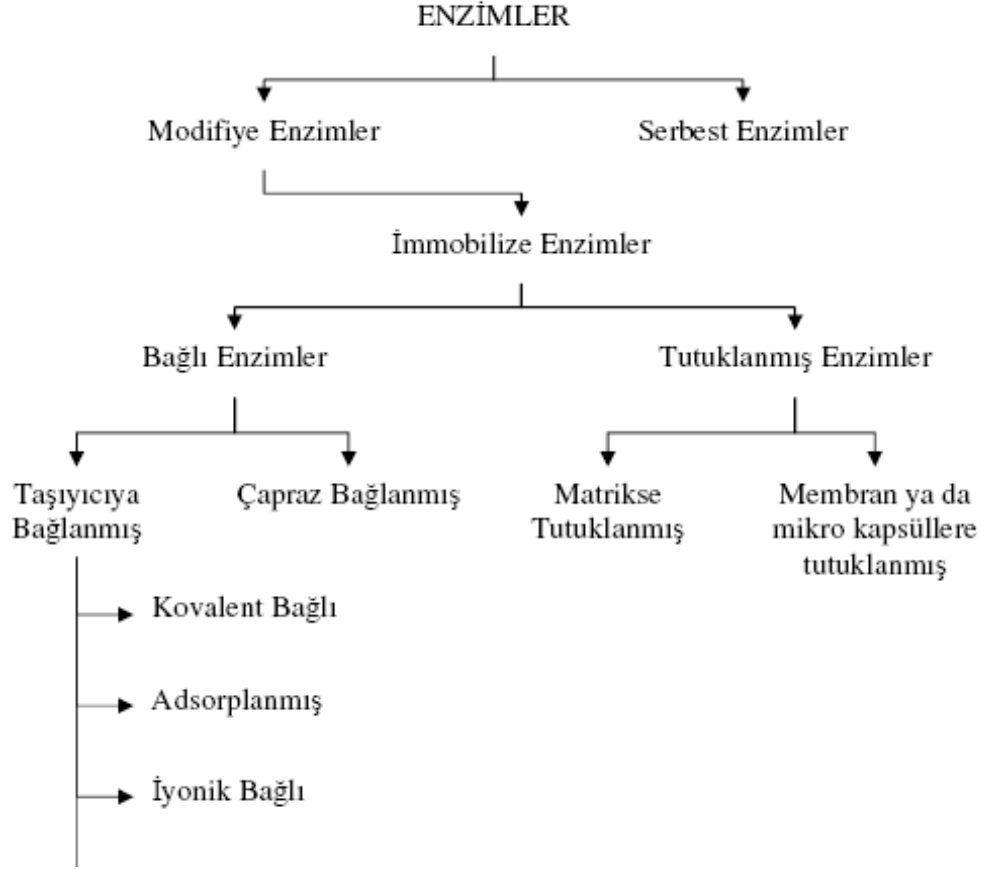 ENZİMLER
Modifiye Enzimler
Serbest Enzimler
İmmobilize Enzimler
Bağlı Enzimler
Tutuklanmış Enzimler
Taşıyıcıya
Bağlanmış
Çapraz Bağlanmış
Matrikse
Tutuklanmış
Membran ya da
mikro kapsüllere
tutuklanmış
Kovalent Bağlı
Adsorplanmış
İyonik Bağlı